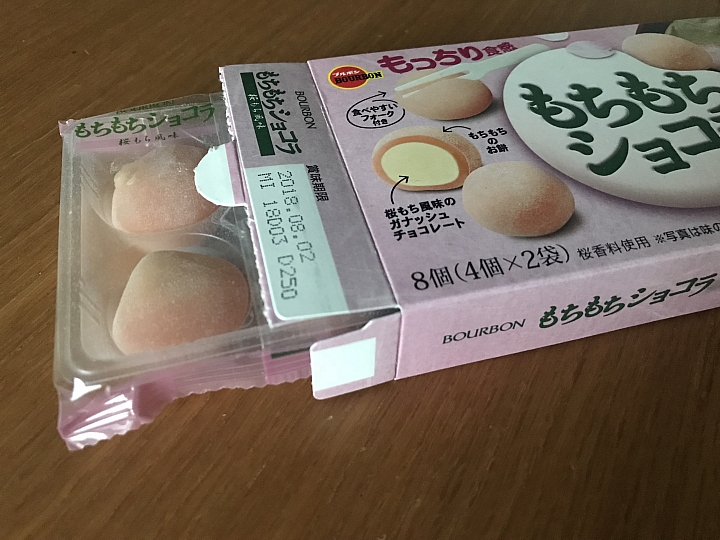 もちもちショコラ
桜もち風味
BOURBON
もちもちショコラ
桜もち風味
賞味期限
2018.08.02
MI 18D03 D250
ブルボン
BOURBON
もっちり食感
食べやすい
フォーク
付き
もちもち
の
お餅
桜もち風味の
ガナッシュ
チョコレート
もちもち
ショコラ
8個(4個×2袋)
桜香料使用 ※写真は味の
BOURBON もちもちショコラ